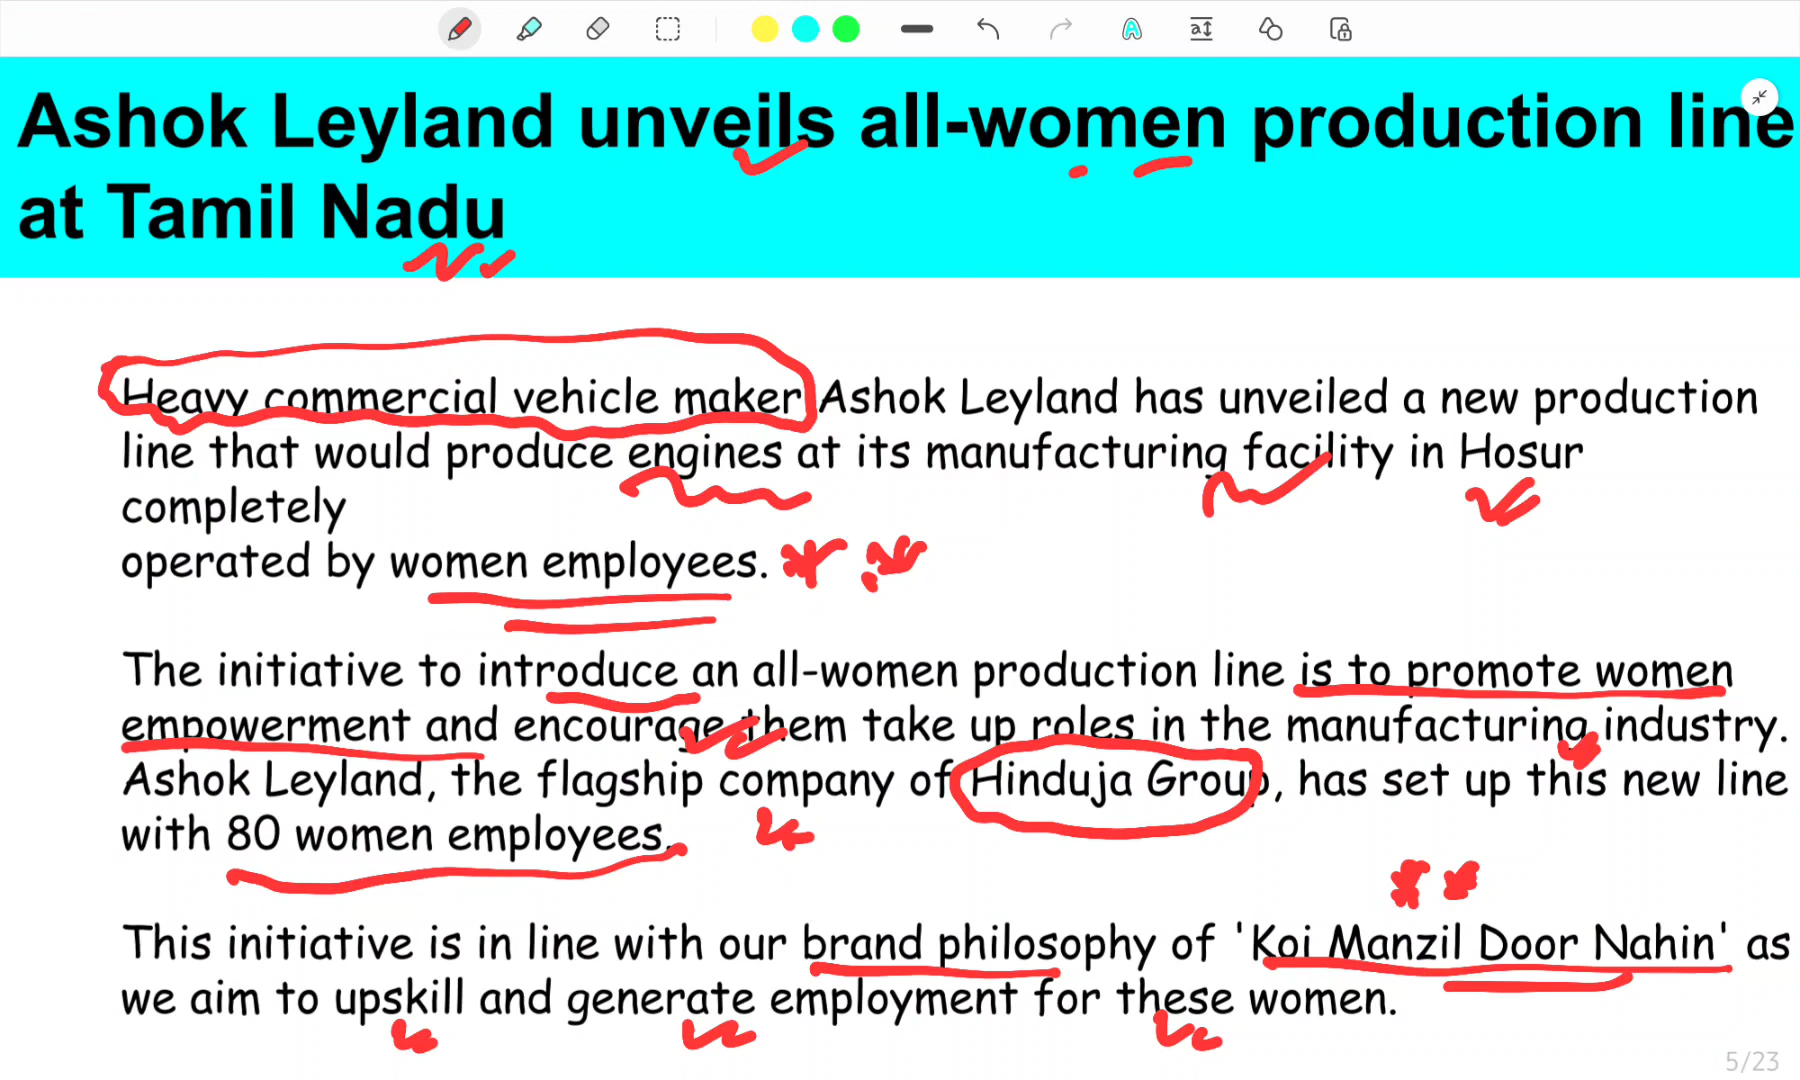 Ashok Leyland unveils all-women production line
at Tamil Nadu
Heavy commercial vehicle maker Ashok Leyland has unveiled a new production
line that would produce engines at its manufacturing facility in Hosur
completely
operated by women employees.
The initiative to introduce an all-women production line is to promote women
empowerment and encourage them take up roles in the manufacturing industry.
Ashok Leyland, the flagship company of Hinduja Group, has set up this new line
with 80 women employees.
This initiative is in line with our brand philosophy of 'Koi Manzil Door Nahin' as
we aim to upskill and generate employment for these women.
5/23